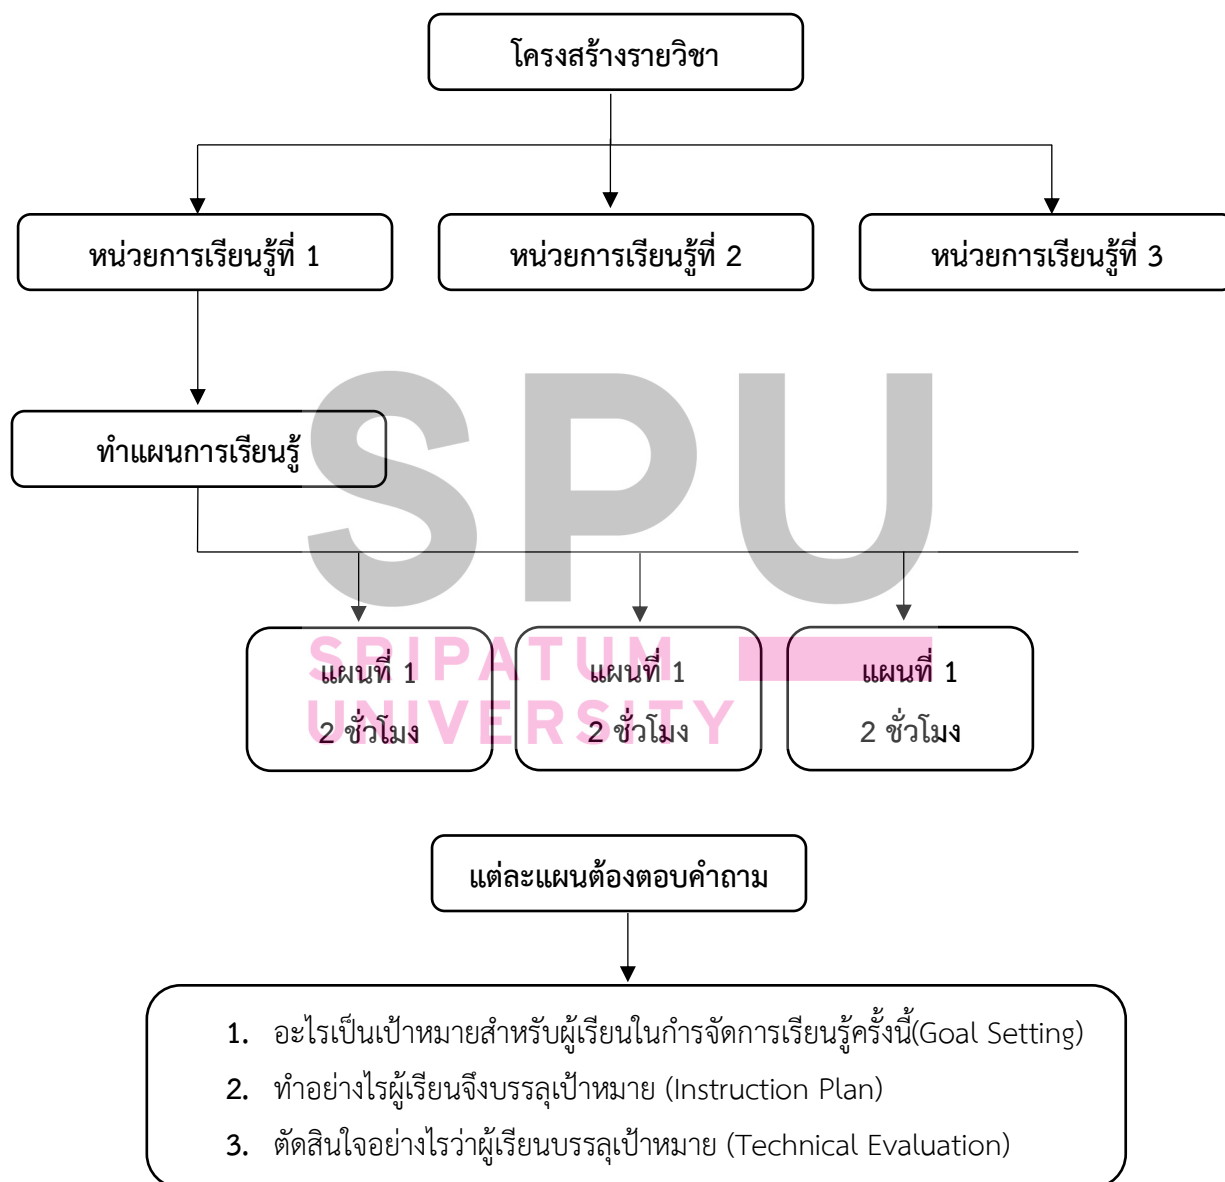 โครงสร้างรายวิชา
หน่วยการเรียนรู้ที่ 1
หน่วยการเรียนรู้ที่ 2
หน่วยการเรียนรู้ที่ 3
ทำแผนการเรียนรู้
SPU
SRIPATUM
UNIVERSITY
แผนที่ 1
2 ชั่วโมง
แผนที่ 1
2 ชั่วโมง
แผนที่ 1
2 ชั่วโมง
แต่ละแผนต้องตอบคำถาม
1. อะไรเป็นเป้าหมายสำหรับผู้เรียนในกำรจัดการเรียนรู้ครั้งนี้(Goal Setting)
2. ทำอย่างไรผู้เรียนจึงบรรลุเป้าหมาย (Instruction Plan)
3. ตัดสินใจอย่างไรว่าผู้เรียนบรรลุเป้าหมาย (Technical Evaluation)